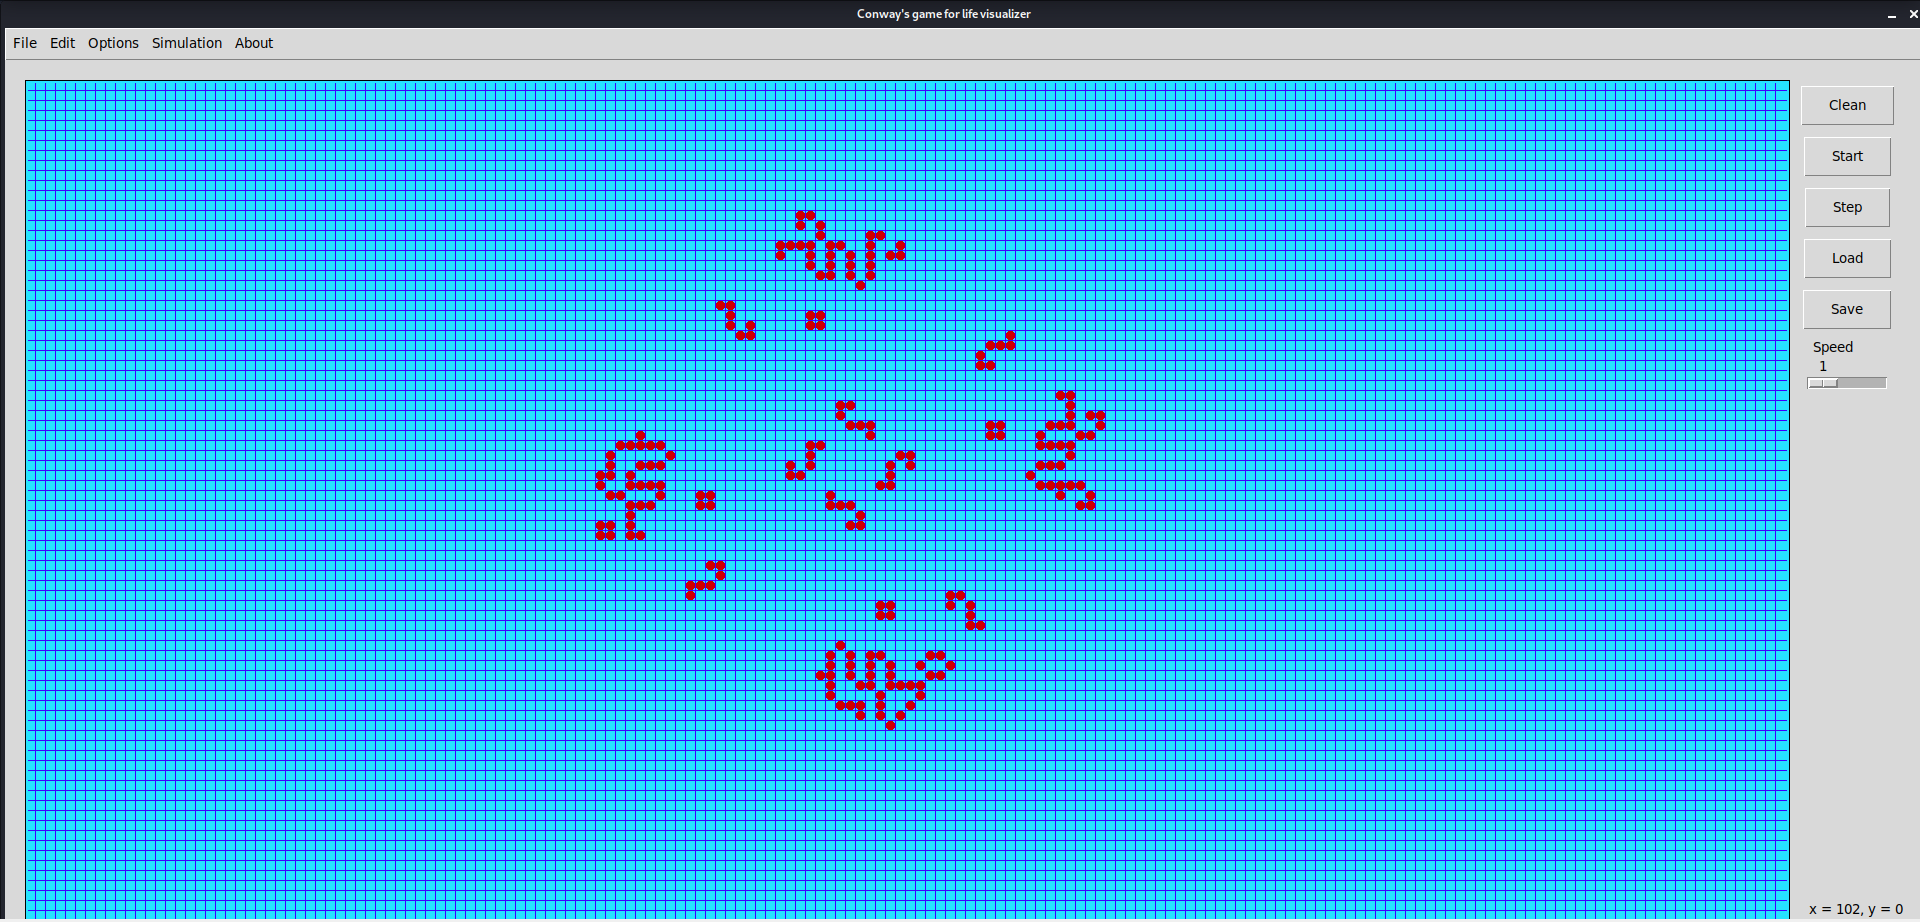 Conway's game for life visualizer
File Edit Options Simulation About
Clean
Start
Step
Load
Save
Speed
1
x = 102, y = 0